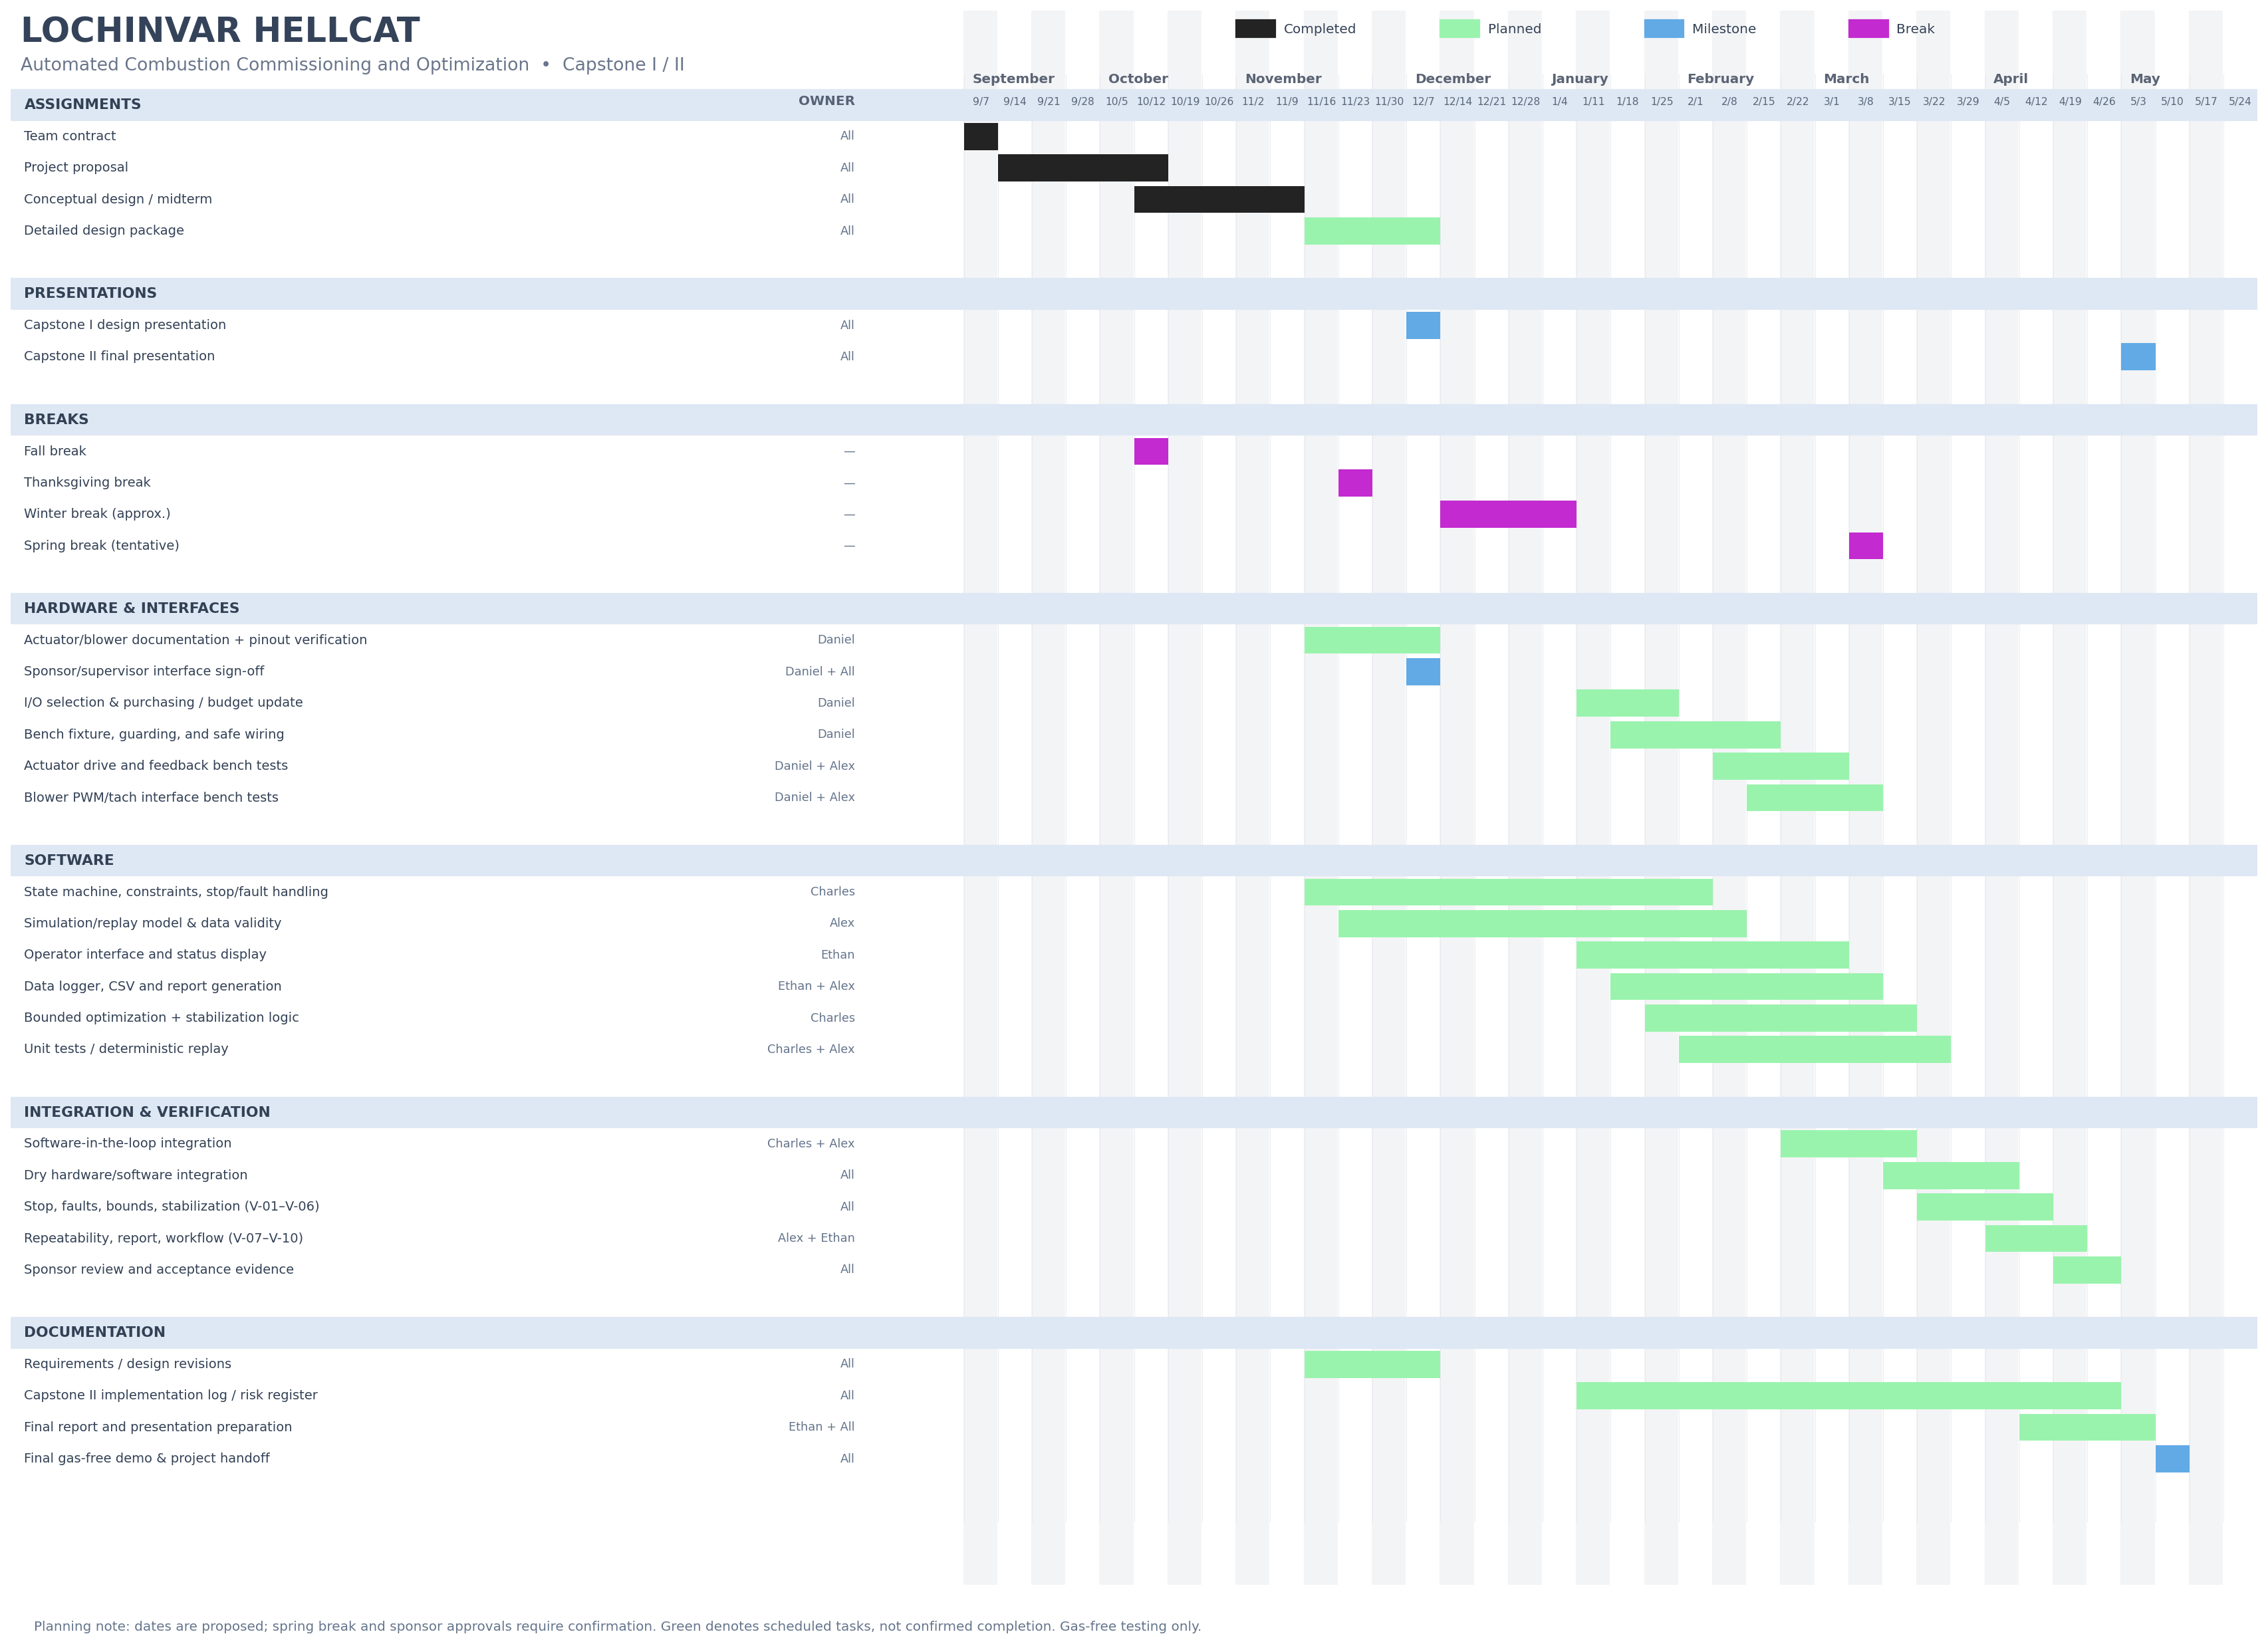 LOCHINVAR HELLCAT
Automated Combustion Commissioning and Optimization • Capstone I / II
Completed Planned Milestone Break
September October November December January February March April May
ASSIGNMENTS OWNER 9/7 9/14 9/21 9/28 10/5 10/12 10/19 10/26 11/2 11/9 11/16 11/23 11/30 12/7 12/14 12/21 12/28 1/4 1/11 1/18 1/25 2/1 2/8 2/15 2/22 3/1 3/8 3/15 3/22 3/29 4/5 4/12 4/19 4/26 5/3 5/10 5/17 5/24
Team contract All
Project proposal All
Conceptual design / midterm All
Detailed design package All
PRESENTATIONS
Capstone I design presentation All
Capstone II final presentation All
BREAKS
Fall break —
Thanksgiving break —
Winter break (approx.) —
Spring break (tentative) —
HARDWARE & INTERFACES
Actuator/blower documentation + pinout verification Daniel
Sponsor/supervisor interface sign-off Daniel + All
I/O selection & purchasing / budget update Daniel
Bench fixture, guarding, and safe wiring Daniel
Actuator drive and feedback bench tests Daniel + Alex
Blower PWM/tach interface bench tests Daniel + Alex
SOFTWARE
State machine, constraints, stop/fault handling Charles
Simulation/replay model & data validity Alex
Operator interface and status display Ethan
Data logger, CSV and report generation Ethan + Alex
Bounded optimization + stabilization logic Charles
Unit tests / deterministic replay Charles + Alex
INTEGRATION & VERIFICATION
Software-in-the-loop integration Charles + Alex
Dry hardware/software integration All
Stop, faults, bounds, stabilization (V-01–V-06) All
Repeatability, report, workflow (V-07–V-10) Alex + Ethan
Sponsor review and acceptance evidence All
DOCUMENTATION
Requirements / design revisions All
Capstone II implementation log / risk register All
Final report and presentation preparation Ethan + All
Final gas-free demo & project handoff All
Planning note: dates are proposed; spring break and sponsor approvals require confirmation. Green denotes scheduled tasks, not confirmed completion. Gas-free testing only.